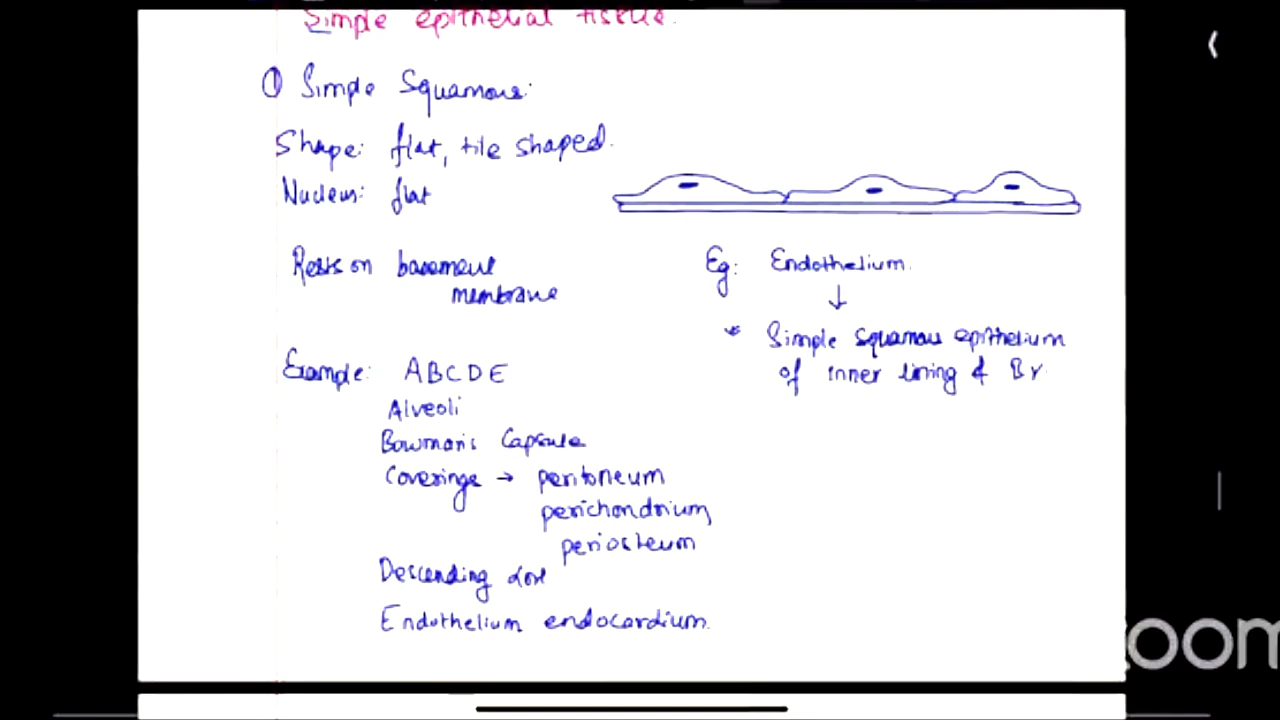 Simple epithelial tissue.
① Simple Squamous:
Shape: flat, tile shaped.
Nucleus: flat
Rests on basement
membrane
Eg: Endothelium.
↓
* Simple squamous epithelium
of inner lining of BV
Example: ABCDE
Alveoli
Bowman's Capsule
Coverings → peritoneum
perichondrium,
periosteum
Descending
Endothelium endocardium.
oom